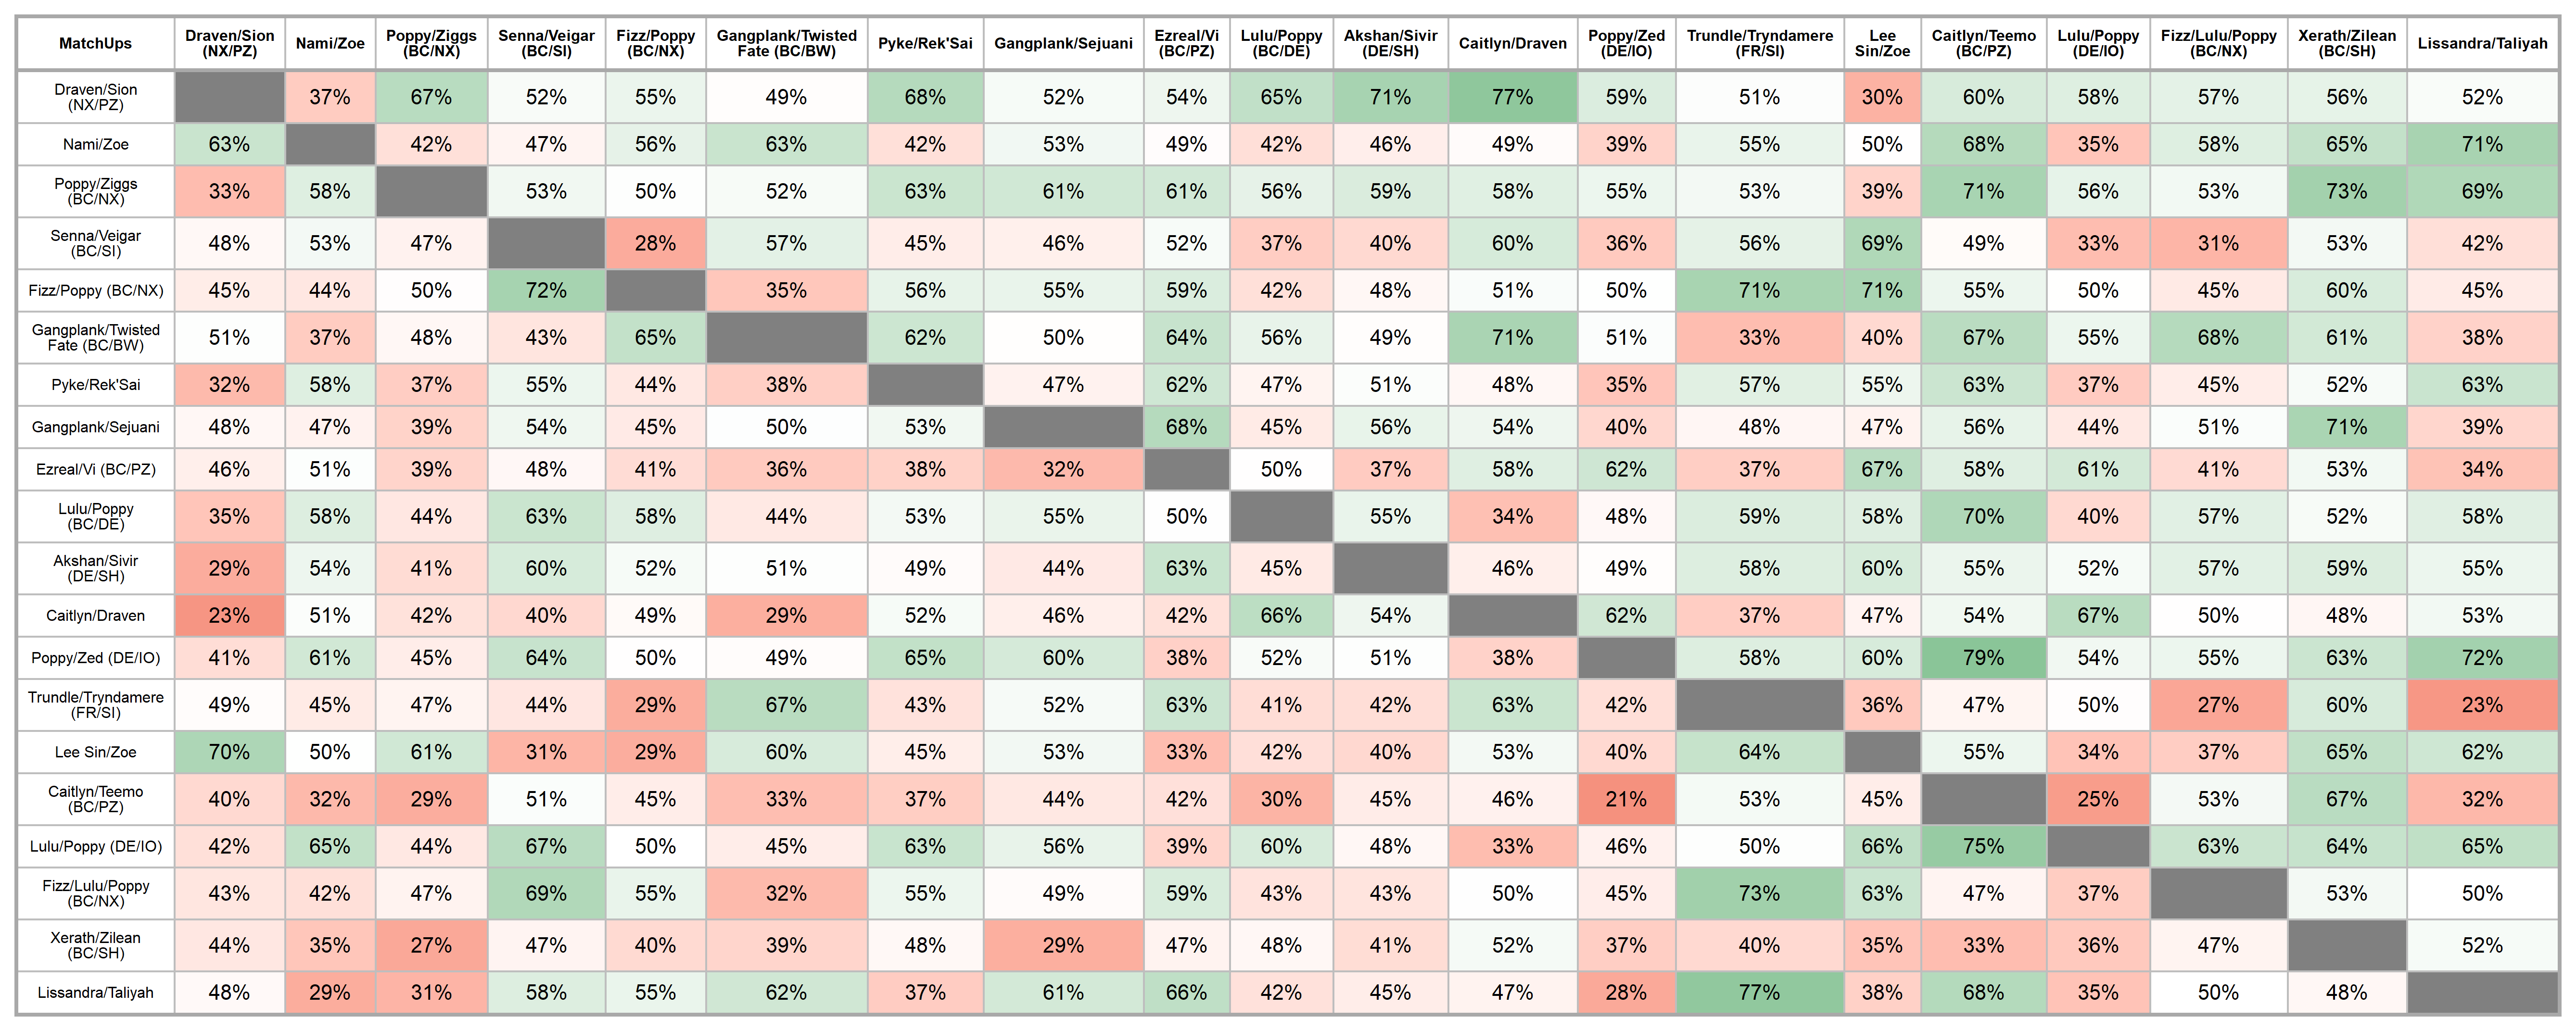 MatchUps Draven/Sion (NX/PZ) Nami/Zoe Poppy/Ziggs (BC/NX) Senna/Veigar (BC/SI) Fizz/Poppy (BC/NX) Gangplank/Twisted Fate (BC/BW) Pyke/Rek'Sai Gangplank/Sejuani Ezreal/Vi (BC/PZ) Lulu/Poppy (BC/DE) Akshan/Sivir (DE/SH) Caitlyn/Draven Poppy/Zed (DE/IO) Trundle/Tryndamere (FR/SI) Lee Sin/Zoe Caitlyn/Teemo (BC/PZ) Lulu/Poppy (DE/IO) Fizz/Lulu/Poppy (BC/NX) Xerath/Zilean (BC/SH) Lissandra/Taliyah
Draven/Sion (NX/PZ) 37% 67% 52% 55% 49% 68% 52% 54% 65% 71% 77% 59% 51% 30% 60% 58% 57% 56% 52%
Nami/Zoe 63% 42% 47% 56% 63% 42% 53% 49% 42% 46% 49% 39% 55% 50% 68% 35% 58% 65% 71%
Poppy/Ziggs (BC/NX) 33% 58% 53% 50% 52% 63% 61% 61% 56% 59% 58% 55% 53% 39% 71% 56% 53% 73% 69%
Senna/Veigar (BC/SI) 48% 53% 47% 28% 57% 45% 46% 52% 37% 40% 60% 36% 56% 69% 49% 33% 31% 53% 42%
Fizz/Poppy (BC/NX) 45% 44% 50% 72% 35% 56% 55% 59% 42% 48% 51% 50% 71% 71% 55% 50% 45% 60% 45%
Gangplank/Twisted Fate (BC/BW) 51% 37% 48% 43% 65% 62% 50% 64% 56% 49% 71% 51% 33% 40% 67% 55% 68% 61% 38%
Pyke/Rek'Sai 32% 58% 37% 55% 44% 38% 47% 62% 47% 51% 48% 35% 57% 55% 63% 37% 45% 52% 63%
Gangplank/Sejuani 48% 47% 39% 54% 45% 50% 53% 68% 45% 56% 54% 40% 48% 47% 56% 44% 51% 71% 39%
Ezreal/Vi (BC/PZ) 46% 51% 39% 48% 41% 36% 38% 32% 50% 37% 58% 62% 37% 67% 58% 61% 41% 53% 34%
Lulu/Poppy (BC/DE) 35% 58% 44% 63% 58% 44% 53% 55% 50% 55% 34% 48% 59% 58% 70% 40% 57% 52% 58%
Akshan/Sivir (DE/SH) 29% 54% 41% 60% 52% 51% 49% 44% 63% 45% 46% 49% 58% 60% 55% 52% 57% 59% 55%
Caitlyn/Draven 23% 51% 42% 40% 49% 29% 52% 46% 42% 66% 54% 62% 37% 47% 54% 67% 50% 48% 53%
Poppy/Zed (DE/IO) 41% 61% 45% 64% 50% 49% 65% 60% 38% 52% 51% 38% 58% 60% 79% 54% 55% 63% 72%
Trundle/Tryndamere (FR/SI) 49% 45% 47% 44% 29% 67% 43% 52% 63% 41% 42% 63% 42% 36% 47% 50% 27% 60% 23%
Lee Sin/Zoe 70% 50% 61% 31% 29% 60% 45% 53% 33% 42% 40% 53% 40% 64% 55% 34% 37% 65% 62%
Caitlyn/Teemo (BC/PZ) 40% 32% 29% 51% 45% 33% 37% 44% 42% 30% 45% 46% 21% 53% 45% 25% 53% 67% 32%
Lulu/Poppy (DE/IO) 42% 65% 44% 67% 50% 45% 63% 56% 39% 60% 48% 33% 46% 50% 66% 75% 63% 64% 65%
Fizz/Lulu/Poppy (BC/NX) 43% 42% 47% 69% 55% 32% 55% 49% 59% 43% 43% 50% 45% 73% 63% 47% 37% 53% 50%
Xerath/Zilean (BC/SH) 44% 35% 27% 47% 40% 39% 48% 29% 47% 48% 41% 52% 37% 40% 35% 33% 36% 47% 52%
Lissandra/Taliyah 48% 29% 31% 58% 55% 62% 37% 61% 66% 42% 45% 47% 28% 77% 38% 68% 35% 50% 48%